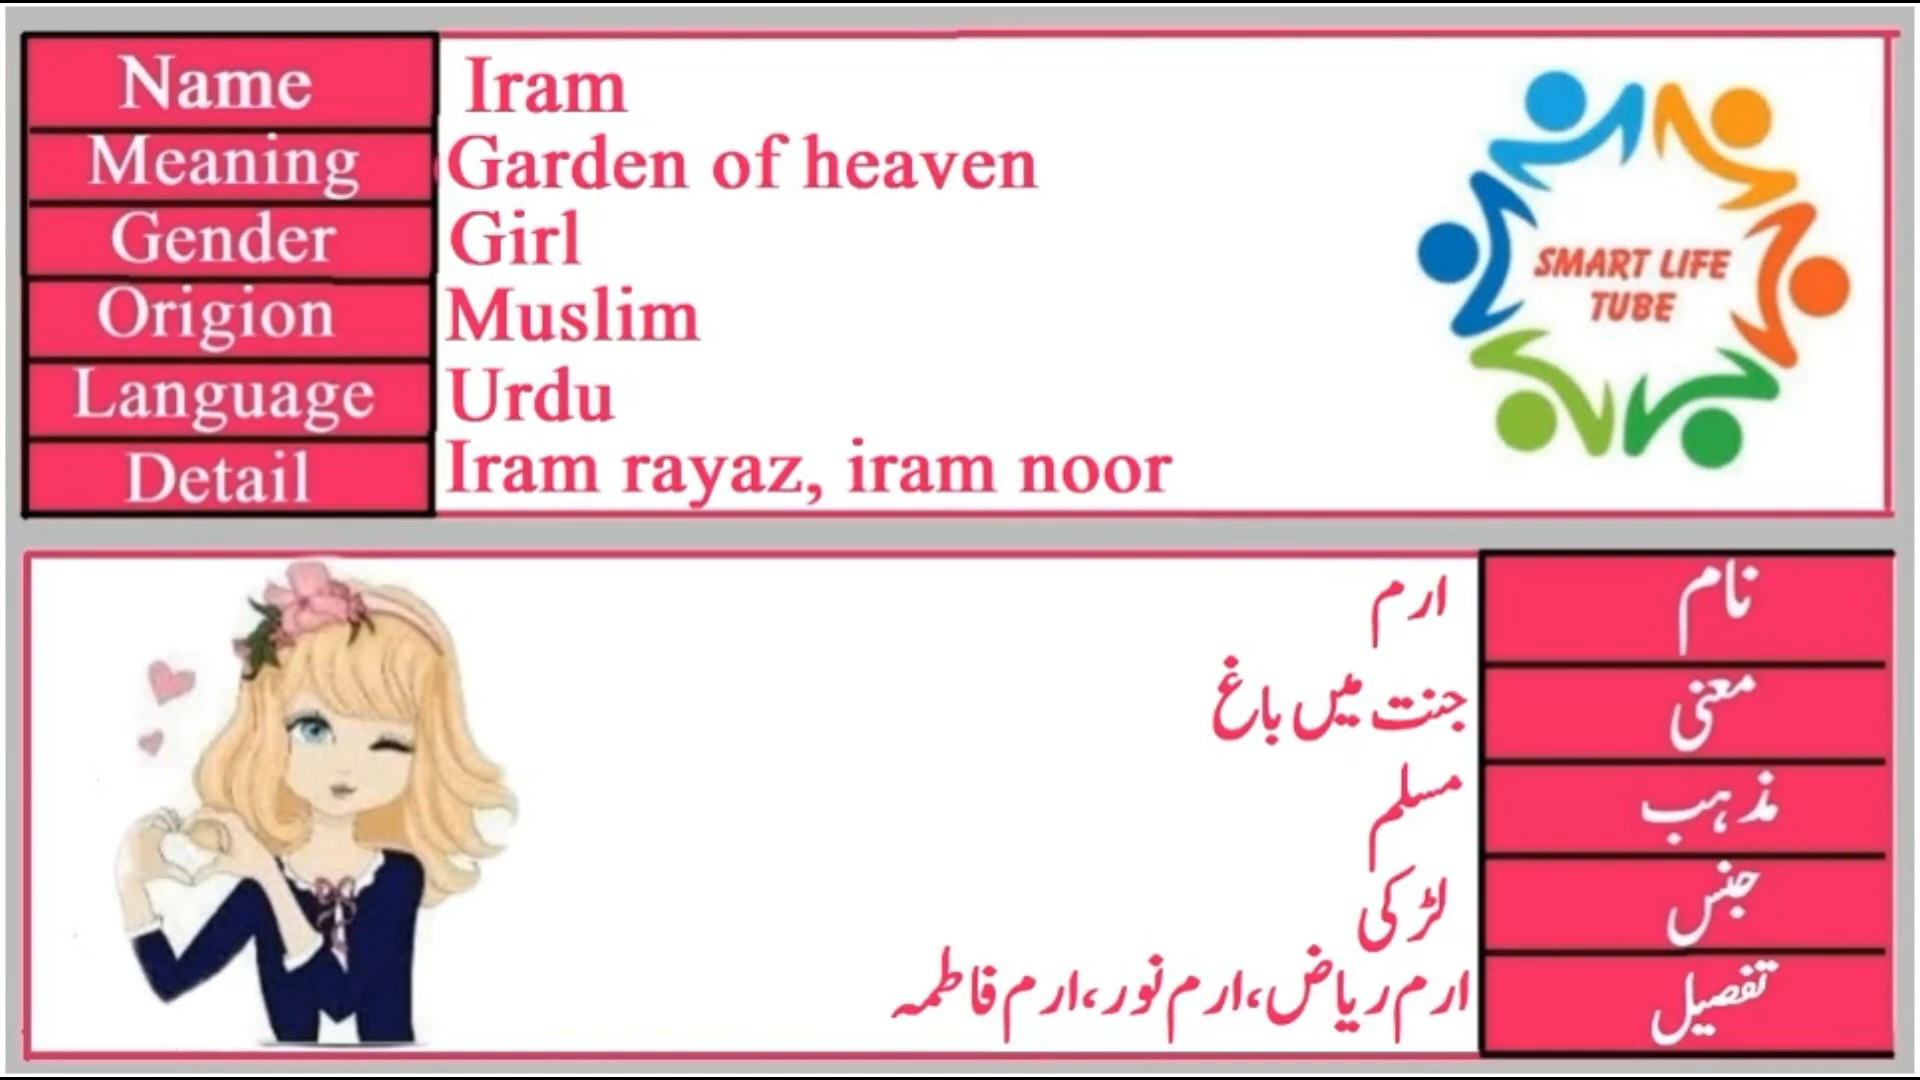 Name Iram
Meaning Garden of heaven
Gender Girl
Origion Muslim
Language Urdu
Detail Iram rayaz, iram noor
SMART LIFE
TUBE
نام ارم
معنی جنت میں باغ
مذہب مسلم
جنس لڑکی
تفصیل ارم ریاض،ارم نور،ارم فاطمہ